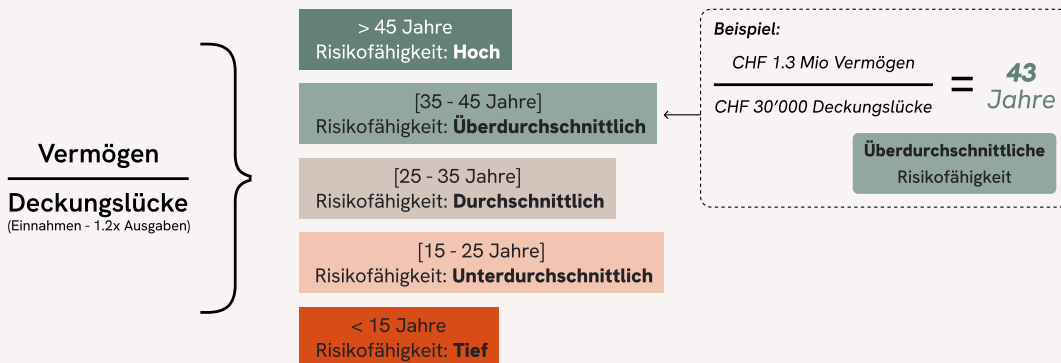 Vermögen
Deckungslücke
(Einnahmen - 1.2x Ausgaben)
> 45 Jahre
Risikofähigkeit: Hoch
[35 - 45 Jahre]
Risikofähigkeit: Überdurchschnittlich
[25 - 35 Jahre]
Risikofähigkeit: Durchschnittlich
[15 - 25 Jahre]
Risikofähigkeit: Unterdurchschnittlich
< 15 Jahre
Risikofähigkeit: Tief
Beispiel:
CHF 1.3 Mio Vermögen
CHF 30’000 Deckungslücke
=
43
Jahre
Überdurchschnittliche
Risikofähigkeit